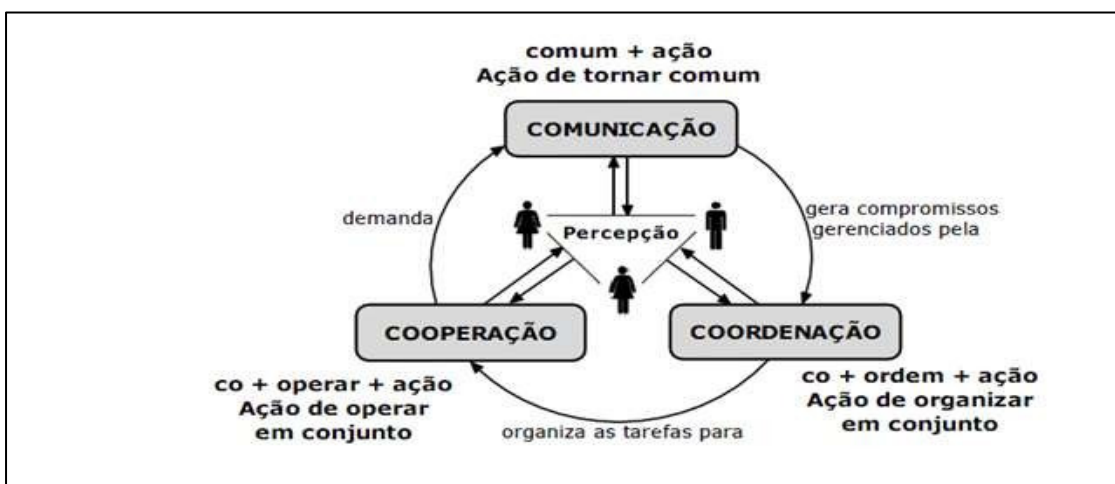 comum + ação
Ação de tornar comum
COMUNICAÇÃO
demanda
gera compromissos
gerenciados pela
Percepção
COOPERAÇÃO
COORDENAÇÃO
co + operar + ação
Ação de operar
em conjunto
organiza as tarefas para
co + ordem + ação
Ação de organizar
em conjunto